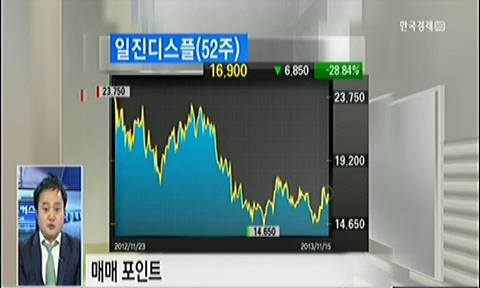 한국경제 HD
일진디스플(52주)
16,900 ▼ 6,850 -28.84%
23,750 23,750
19,200
14,650 14,650
2012/11/23 2013/11/15
매매 포인트